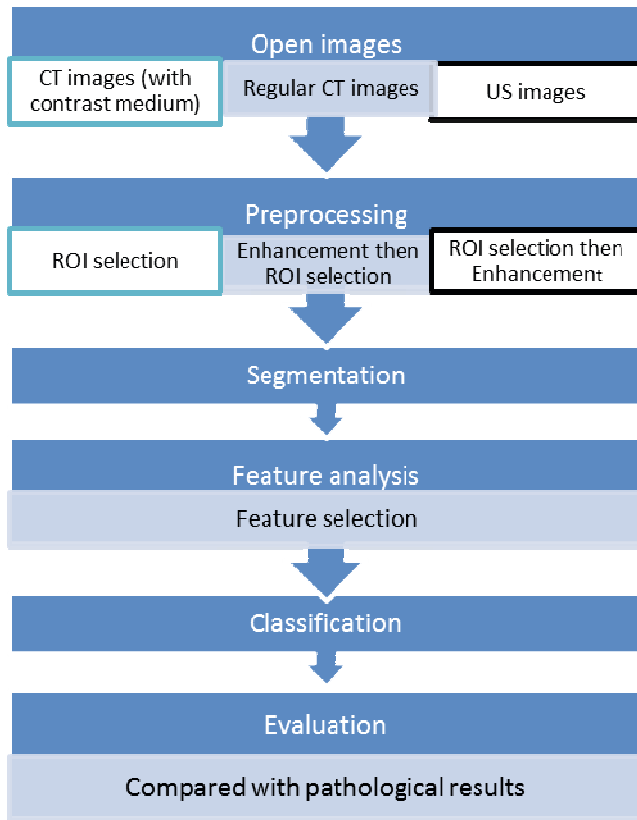 Open images
CT images (with
contrast medium)
Regular CT images
US images
Preprocessing
ROI selection
Enhancement then
ROI selection
ROI selection then
Enhancement
Segmentation
Feature analysis
Feature selection
Classification
Evaluation
Compared with pathological results